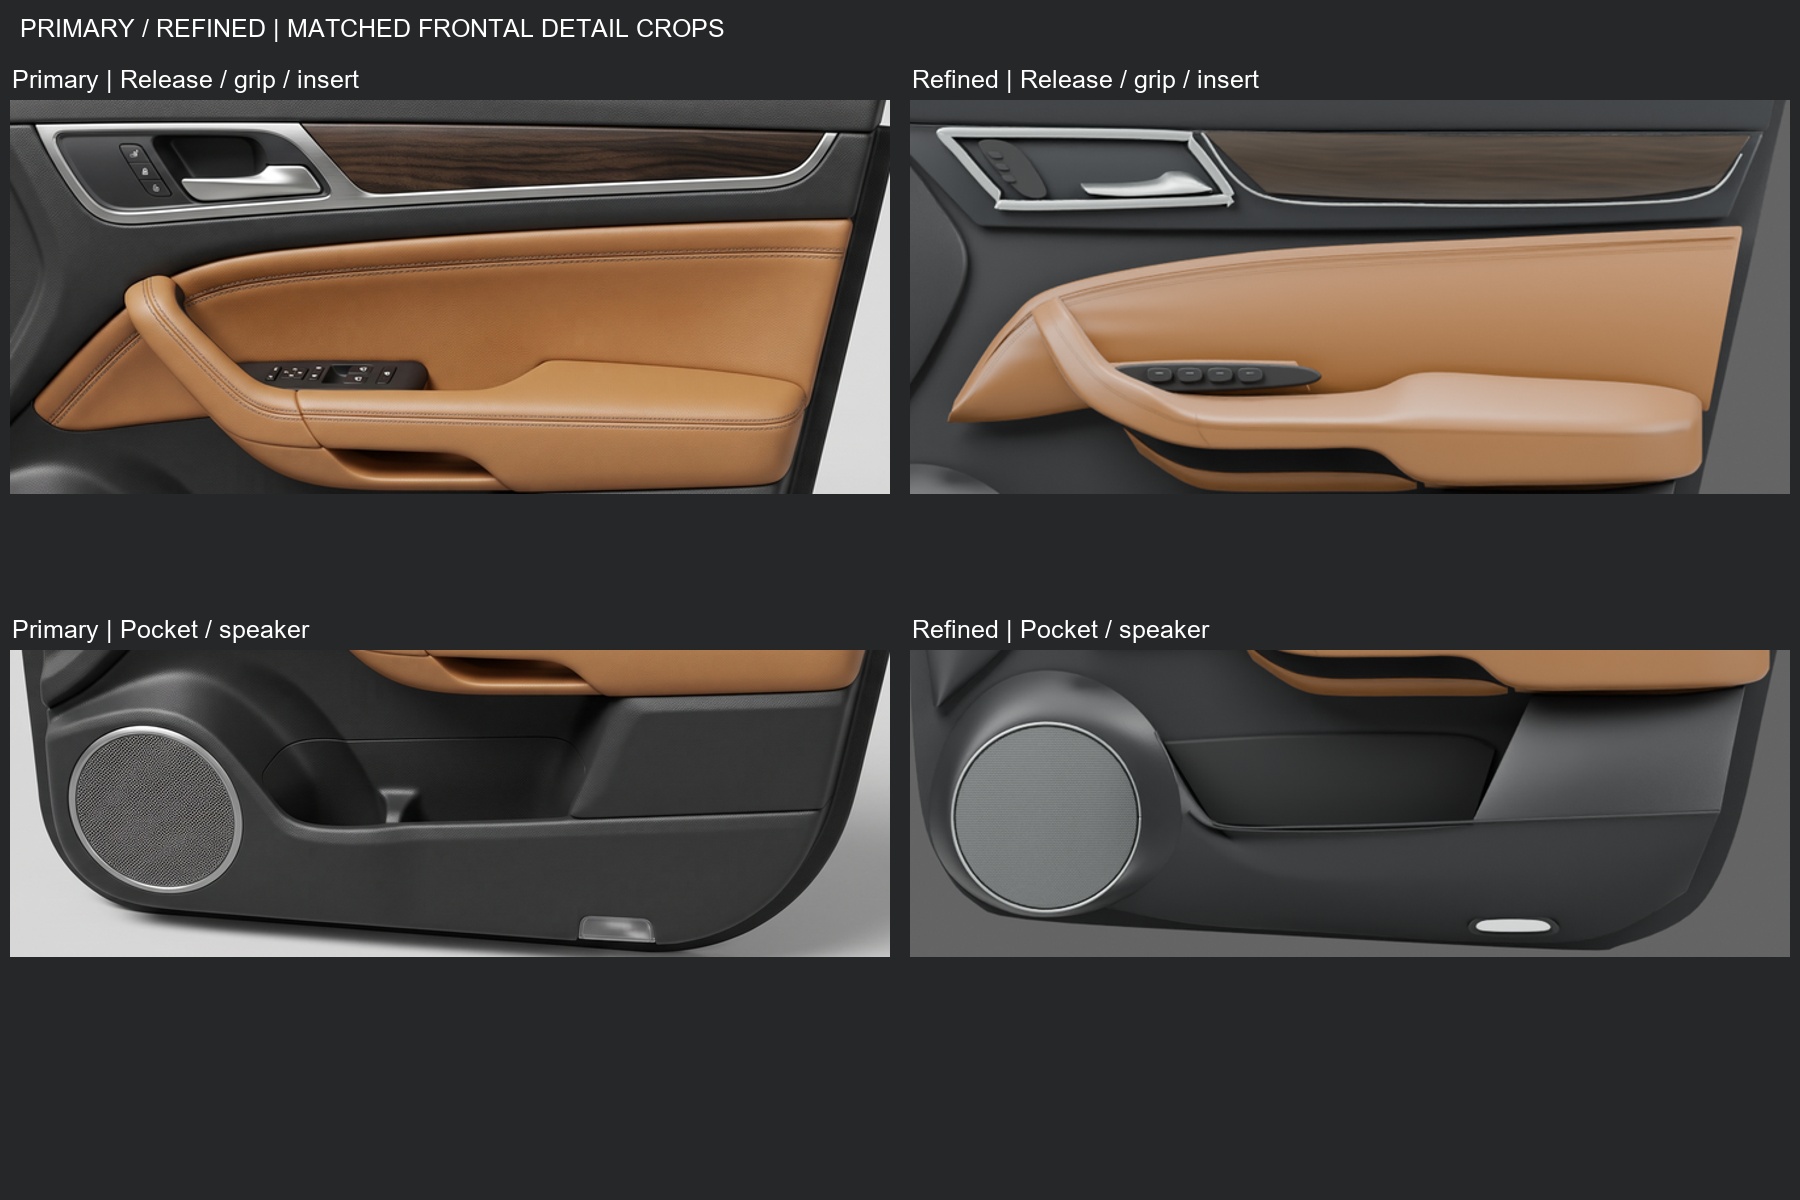 PRIMARY / REFINED | MATCHED FRONTAL DETAIL CROPS
Primary | Release / grip / insert
Refined | Release / grip / insert
Primary | Pocket / speaker
Refined | Pocket / speaker